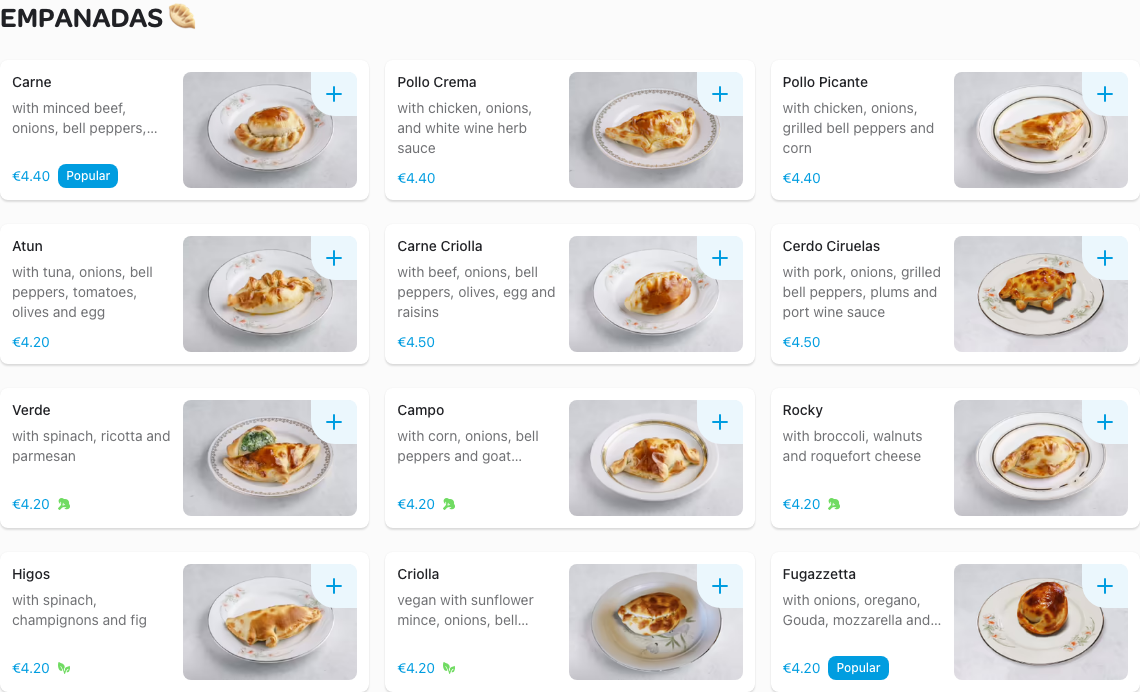 EMPANADAS
Carne
with minced beef,
onions, bell peppers,...
€4.40 Popular
Pollo Crema
with chicken, onions,
and white wine herb
sauce
€4.40
Pollo Picante
with chicken, onions,
grilled bell peppers and
corn
€4.40
Atun
with tuna, onions, bell
peppers, tomatoes,
olives and egg
€4.20
Carne Criolla
with beef, onions, bell
peppers, olives, egg and
raisins
€4.50
Cerdo Ciruelas
with pork, onions, grilled
bell peppers, plums and
port wine sauce
€4.50
Verde
with spinach, ricotta and
parmesan
€4.20
Campo
with corn, onions, bell
peppers and goat...
€4.20
Rocky
with broccoli, walnuts
and roquefort cheese
€4.20
Higos
with spinach,
champignons and fig
€4.20
Criolla
vegan with sunflower
mince, onions, bell...
€4.20
Fugazzetta
with onions, oregano,
Gouda, mozzarella and...
€4.20 Popular